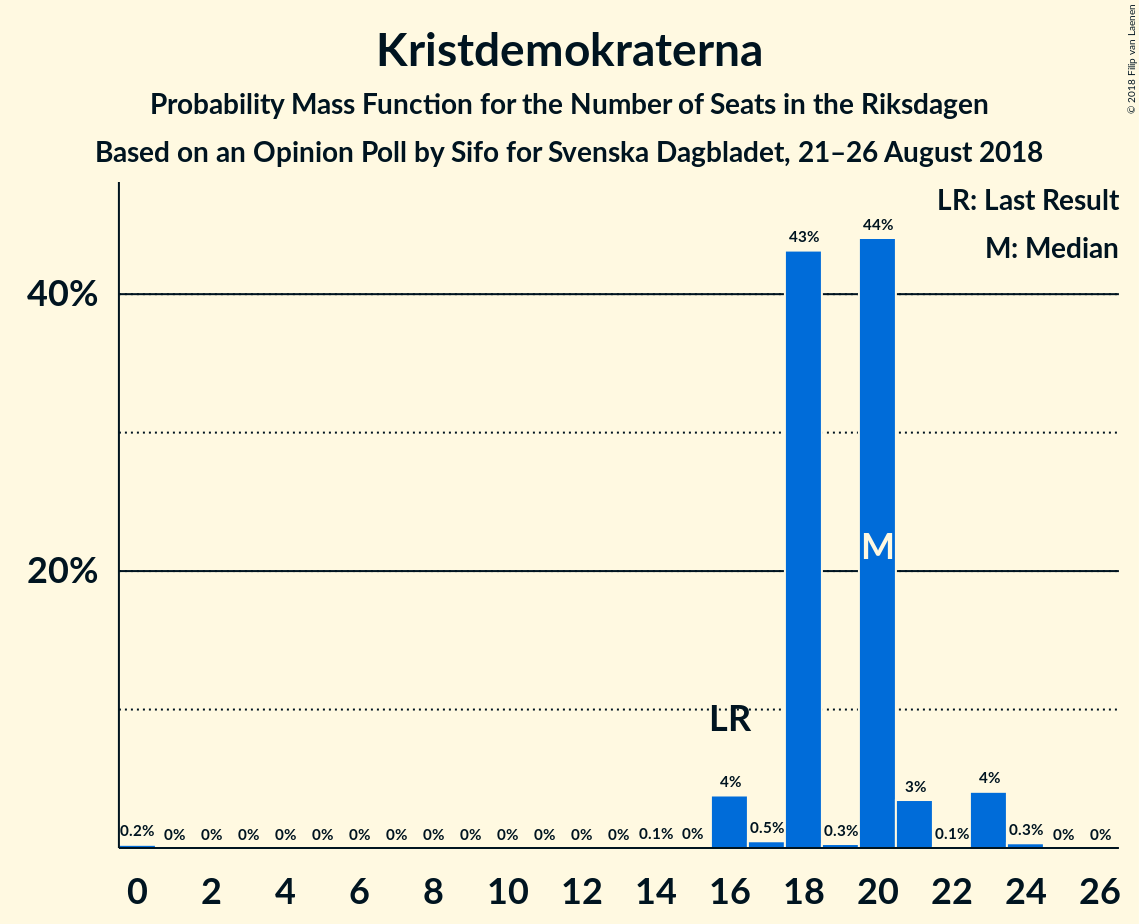 Kristdemokraterna
Probability Mass Function for the Number of Seats in the Riksdagen
Based on an Opinion Poll by Sifo for Svenska Dagbladet, 21–26 August 2018
© 2018 Filip van Laenen
LR: Last Result
M: Median
40%
20%
0.2% 0% 0% 0% 0% 0% 0% 0% 0% 0% 0% 0% 0% 0% 0.1% 0% 4% 0.5% 43% 0.3% 44% 3% 0.1% 4% 0.3% 0% 0%
LR
M
0 2 4 6 8 10 12 14 16 18 20 22 24 26